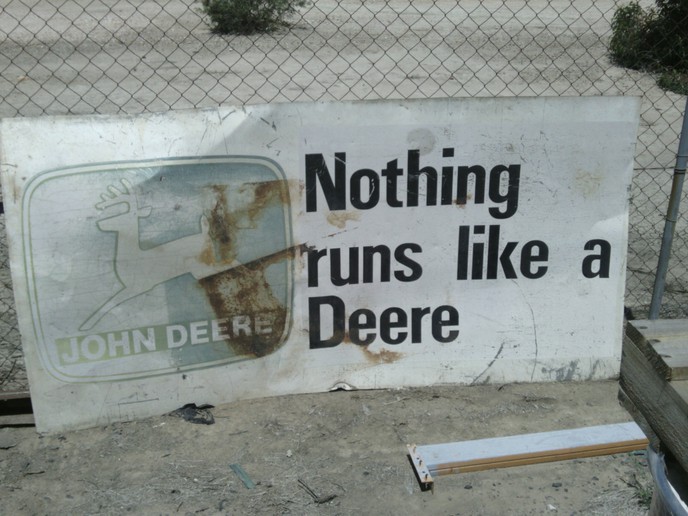 JOHN DEERE
Nothing
runs like a
Deere